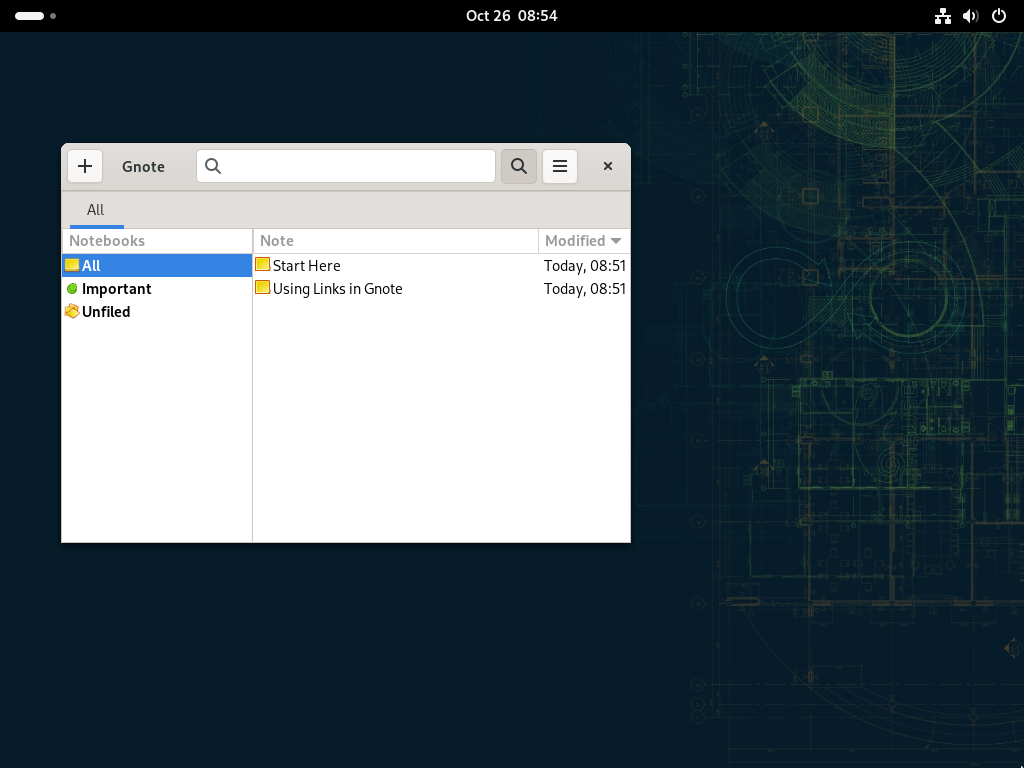 Oct 26 08:54
Gnote
All
Notebooks Note Modified
All Start Here Today, 08:51
Important Using Links in Gnote Today, 08:51
Unfiled